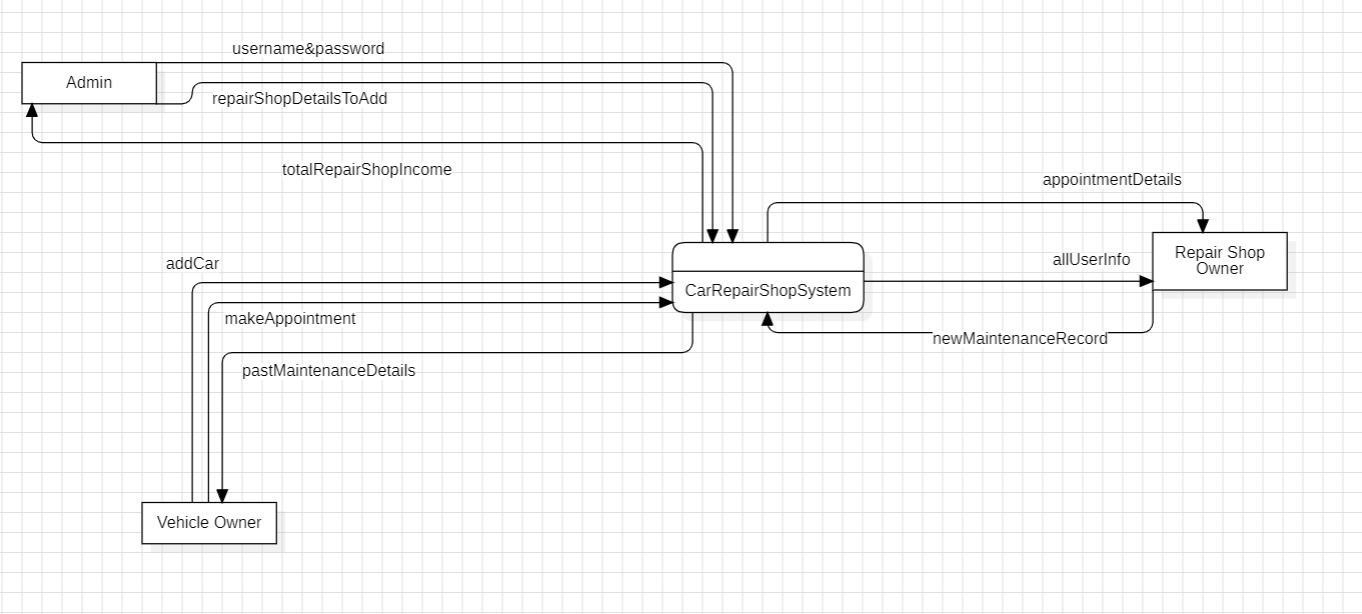 username&password
Admin
repairShopDetailsToAdd
totalRepairShopIncome
appointmentDetails
Repair Shop
Owner
allUserInfo
addCar
CarRepairShopSystem
makeAppointment
newMaintenanceRecord
pastMaintenanceDetails
Vehicle Owner